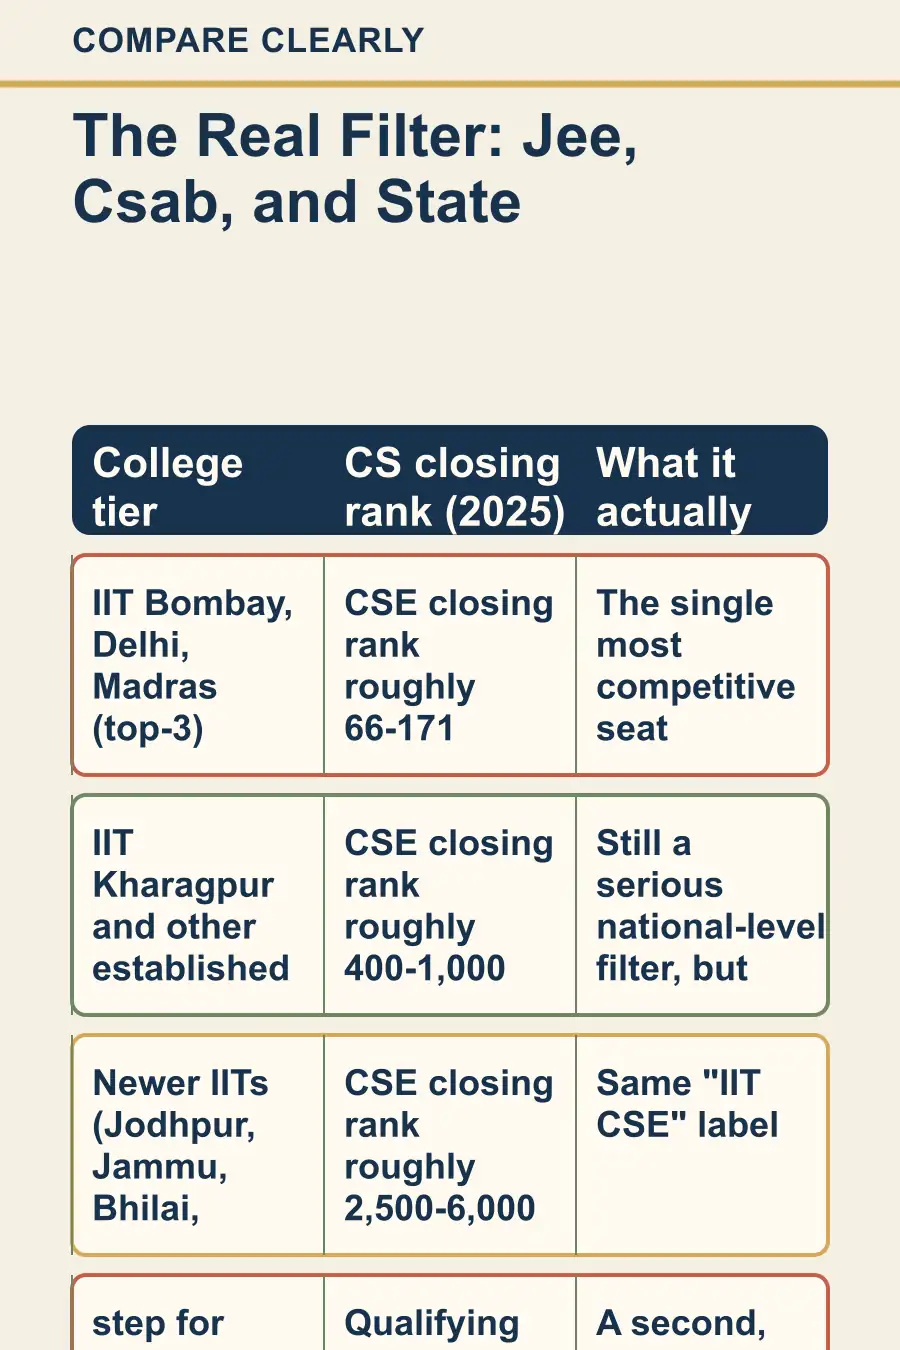 COMPARE CLEARLY
The Real Filter: Jee,
Csab, and State
College
tier
CS closing
rank (2025)
What it
actually
IIT Bombay,
Delhi,
Madras
(top-3)
CSE closing
rank
roughly
66-171
The single
most
competitive
seat
IIT
Kharagpur
and other
established
CSE closing
rank
roughly
400-1,000
Still a
serious
national-level
filter, but
Newer IITs
(Jodhpur,
Jammu,
Bhilai,
CSE closing
rank
roughly
2,500-6,000
Same "IIT
CSE" label
step for
Qualifying
A second,